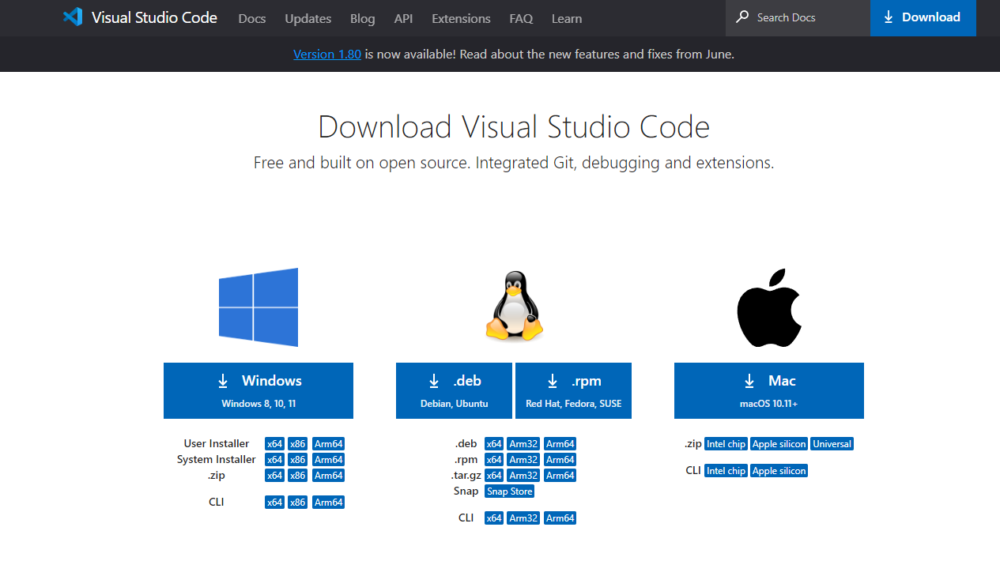 Visual Studio Code Docs Updates Blog API Extensions FAQ Learn Search Docs Download
Version 1.80 is now available! Read about the new features and fixes from June.
Download Visual Studio Code
Free and built on open source. Integrated Git, debugging and extensions.
Windows
Windows 8, 10, 11
User Installer x64 x86 Arm64
System Installer x64 x86 Arm64
.zip x64 x86 Arm64
CLI x64 x86 Arm64
.deb
Debian, Ubuntu
.rpm
Red Hat, Fedora, SUSE
.deb x64 Arm32 Arm64
.rpm x64 Arm32 Arm64
.tar.gz x64 Arm32 Arm64
Snap Snap Store
CLI x64 Arm32 Arm64
Mac
macOS 10.11+
.zip Intel chip Apple silicon Universal
CLI Intel chip Apple silicon